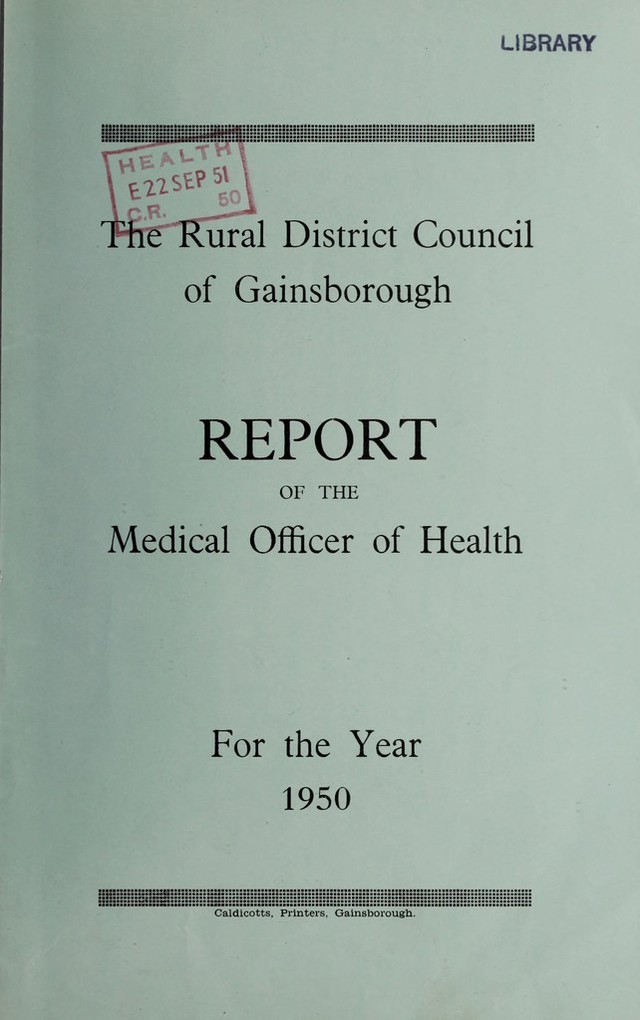 LIBRARY
HEALTH
E22 SEP 51
C.R. 50
The Rural District Council
of Gainsborough
REPORT
OF THE
Medical Officer of Health
For the Year
1950
Caldicotts, Printers, Gainsborough.